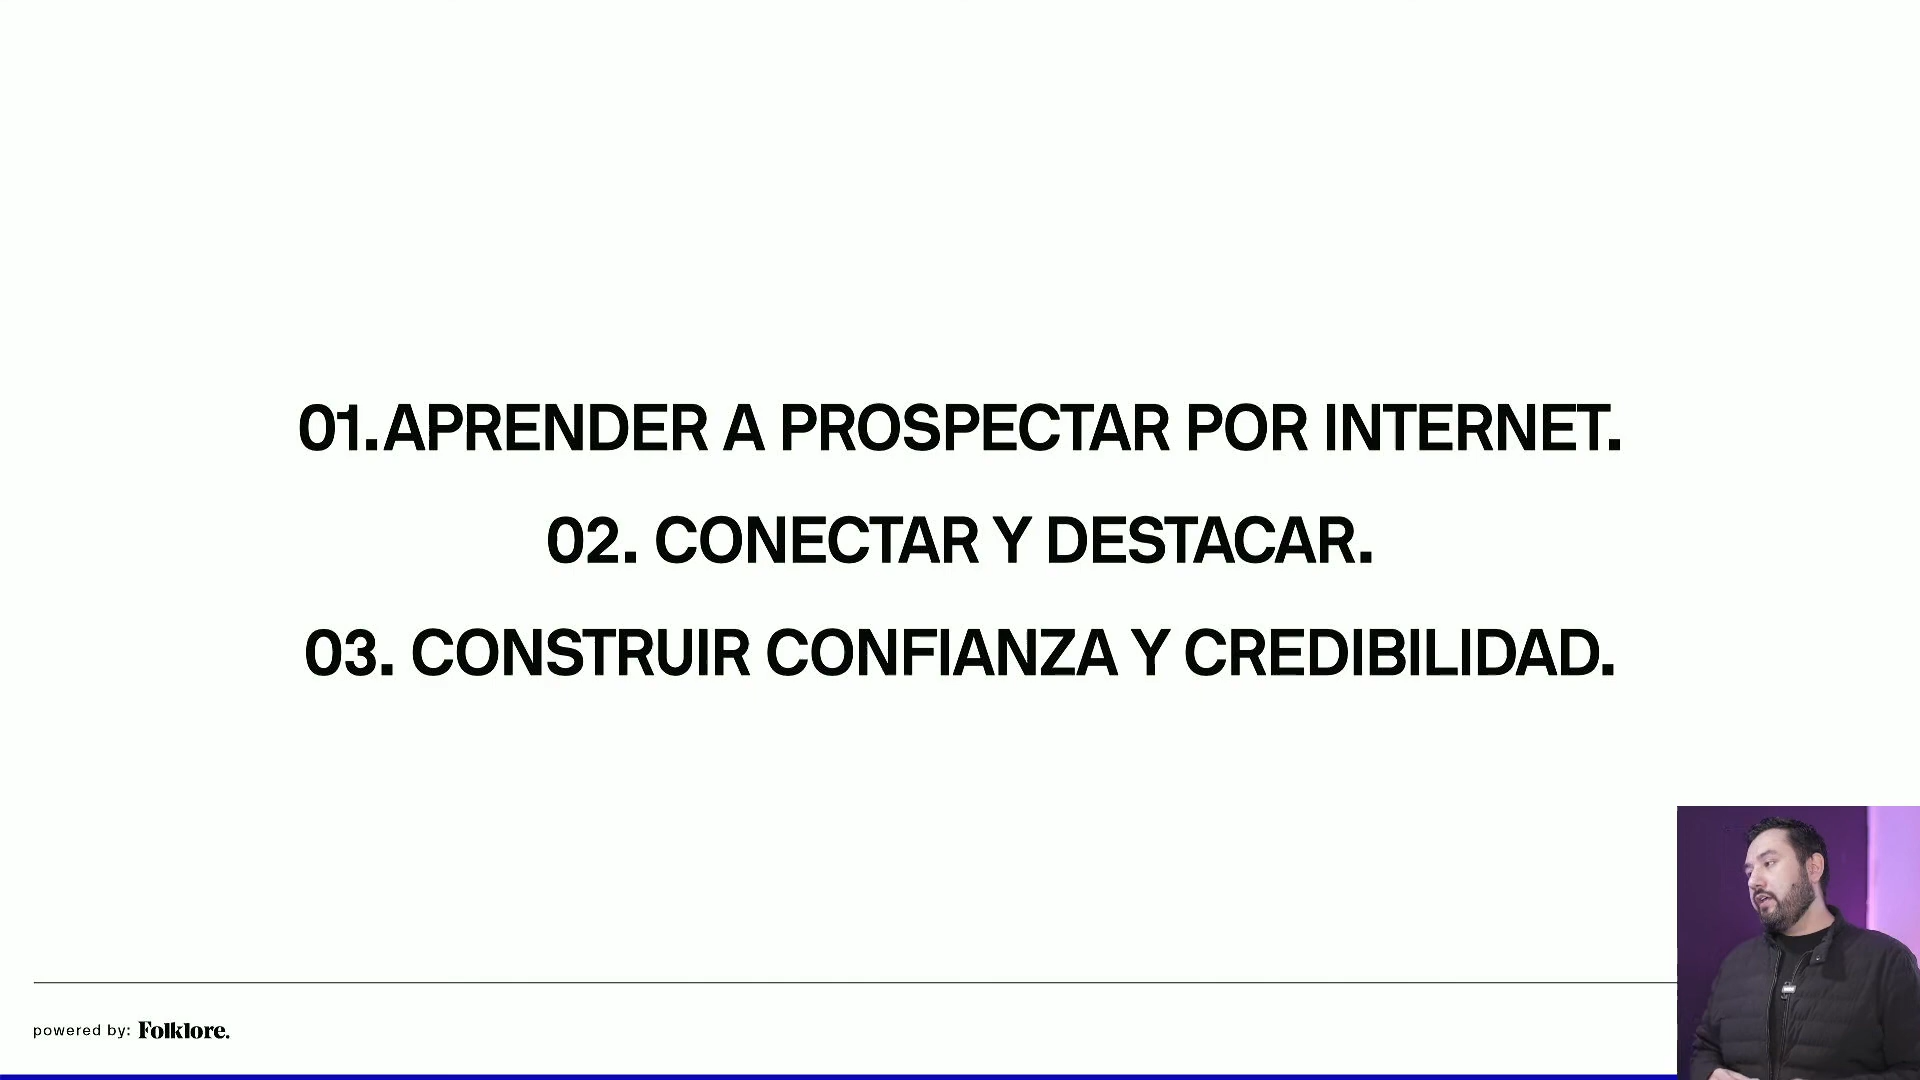 01.APRENDER A PROSPECTAR POR INTERNET.
02. CONECTAR Y DESTACAR.
03. CONSTRUIR CONFIANZA Y CREDIBILIDAD.
powered by: Folklore.